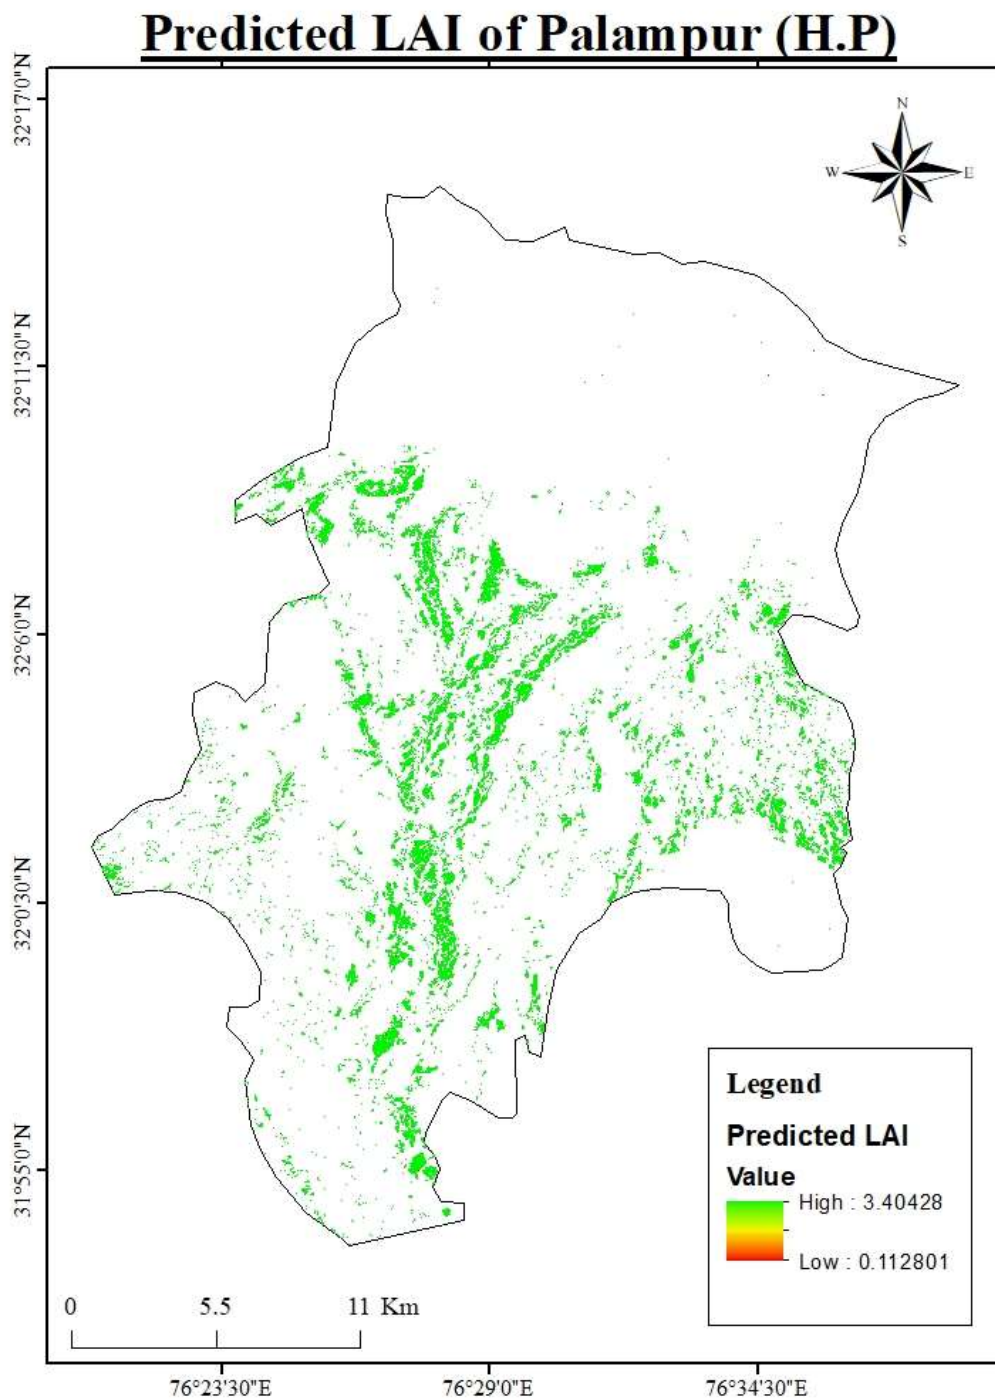 Predicted LAI of Palampur (H.P)
32°17'0"N
N
W E
S
32°11'30"N
32°6'0"N
32°0'30"N
31°55'0"N
Legend
Predicted LAI
Value
High : 3.40428
Low : 0.112801
0 5.5 11 Km
76°23'30"E 76°29'0"E 76°34'30"E